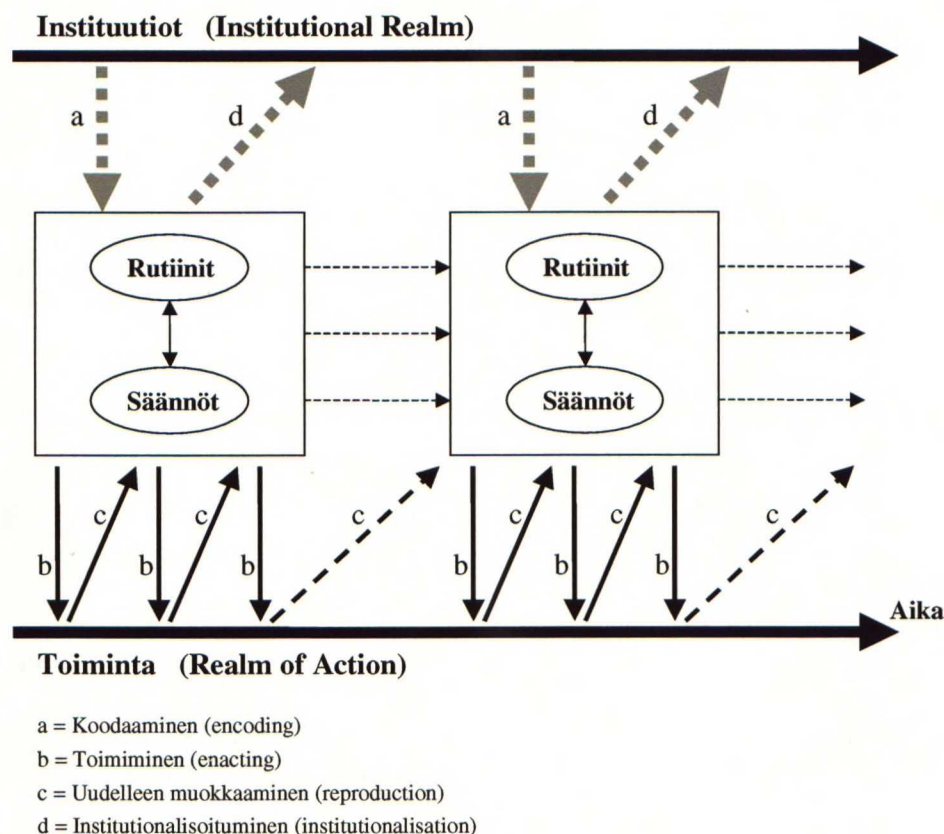 Instituutiot (Institutional Realm)
a
d
a
d
Rutiinit
Rutiinit
Säännöt
Säännöt
c
c
c
c
c
c
b
b
b
b
b
b
Aika
Toiminta (Realm of Action)
a = Koodaaminen (encoding)
b = Toimiminen (enacting)
c = Uudelleen muokkaaminen (reproduction)
d = Institutionalisoituminen (institutionalisation)